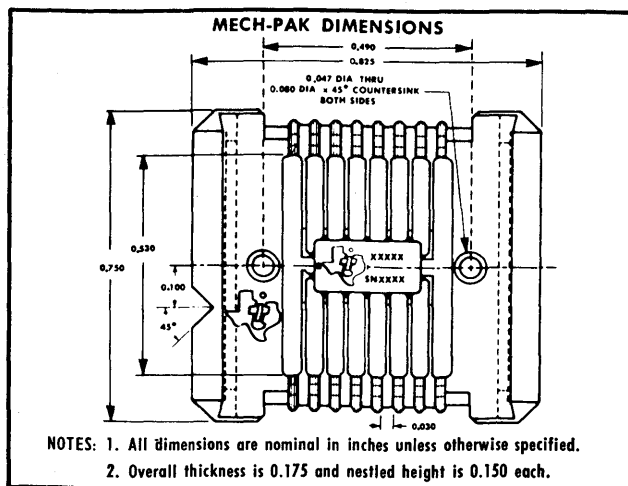 MECH-PAK DIMENSIONS
0.490
0.825
0.047 DIA THRU
0.080 DIA x 45° COUNTERSINK
BOTH SIDES
0.750
0.530
0.100
45°
XXXXX
SNXXXX
0.030
NOTES: 1. All dimensions are nominal in inches unless otherwise specified.
2. Overall thickness is 0.175 and nestled height is 0.150 each.